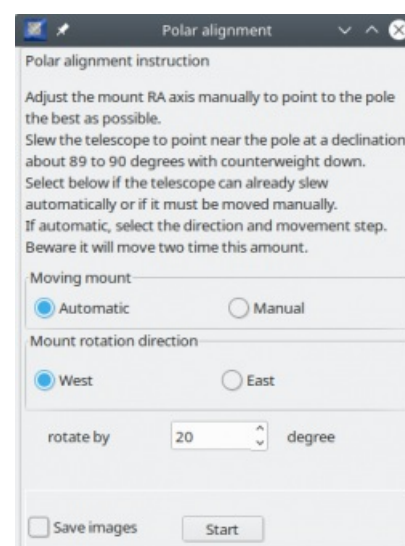 Polar alignment
Polar alignment instruction
Adjust the mount RA axis manually to point to the pole
the best as possible.
Slew the telescope to point near the pole at a declination
about 89 to 90 degrees with counterweight down.
Select below if the telescope can already slew
automatically or if it must be moved manually.
If automatic, select the direction and movement step.
Beware it will move two time this amount.
Moving mount
Automatic Manual
Mount rotation direction
West East
rotate by 20 degree
Save images Start